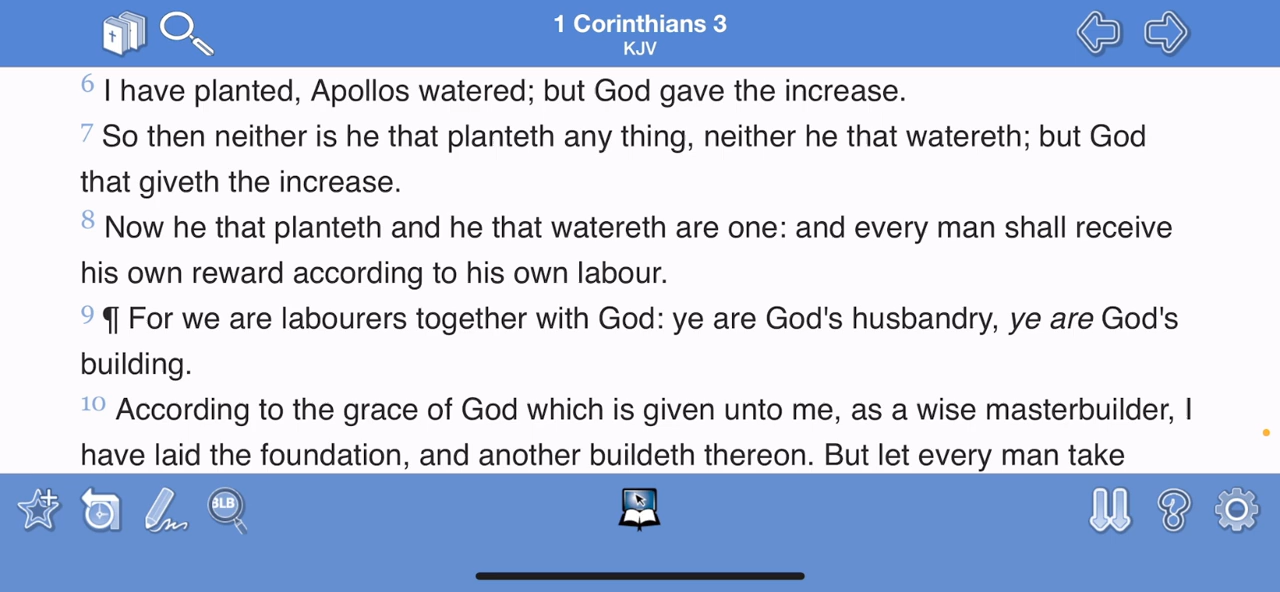 1 Corinthians 3
KJV
6 I have planted, Apollos watered; but God gave the increase.
7 So then neither is he that planteth any thing, neither he that watereth; but God
that giveth the increase.
8 Now he that planteth and he that watereth are one: and every man shall receive
his own reward according to his own labour.
9 ¶ For we are labourers together with God: ye are God's husbandry, ye are God's
building.
10 According to the grace of God which is given unto me, as a wise masterbuilder, I
have laid the foundation, and another buildeth thereon. But let every man take
BLB